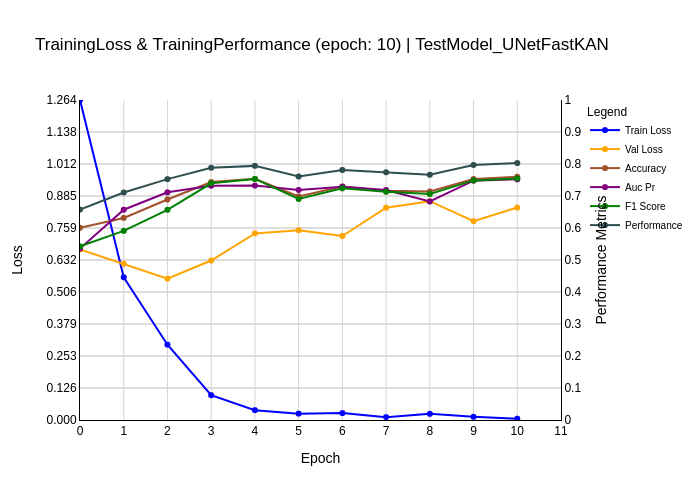 TrainingLoss & TrainingPerformance (epoch: 10) | TestModel_UNetFastKAN
1.264
1.138
1.012
0.885
0.759
0.632
0.506
0.379
0.253
0.126
0.000
Loss
0 1 2 3 4 5 6 7 8 9 10 11
Epoch
1
0.9
0.8
0.7
0.6
0.5
0.4
0.3
0.2
0.1
0
Performance Metrics
Legend
Train Loss
Val Loss
Accuracy
Auc Pr
F1 Score
Performance